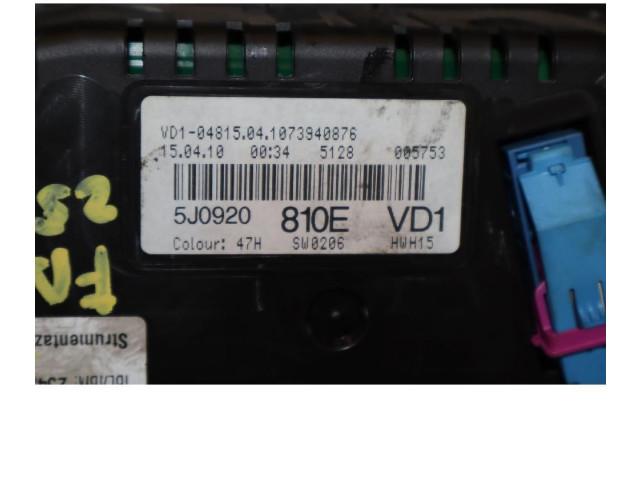 VD1-04815.04.1073940876
15.04.10 00:34 5128 005753
5J0920 810E VD1
Colour: 47H SW0206 HWH15
Strumentaz